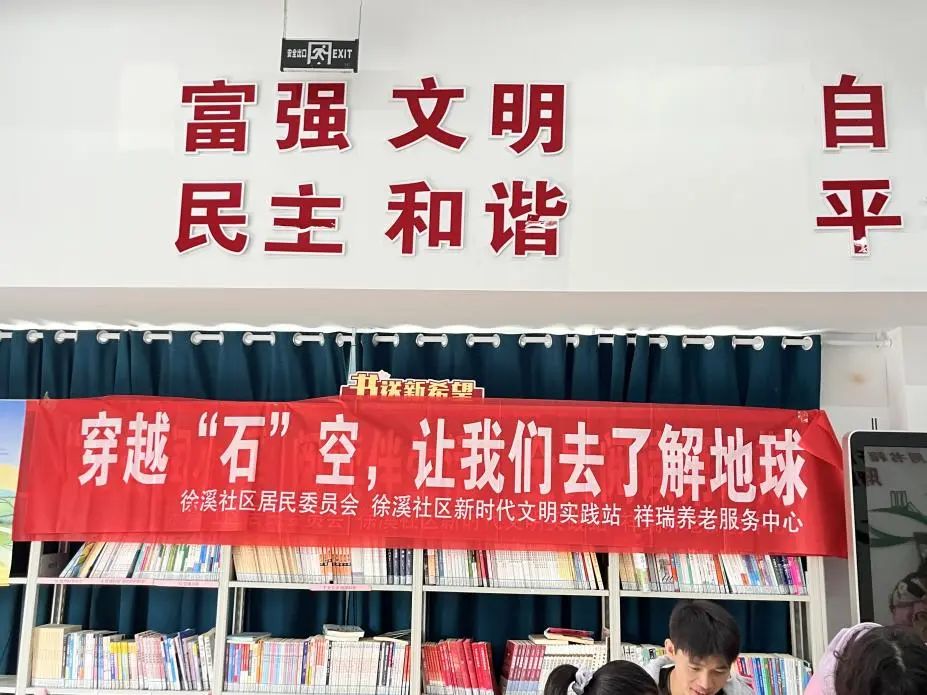 安全出口 EXIT
富强 文明 自
民主 和谐 平
书送新希望
穿越“石”空，让我们去了解地球
徐溪社区居民委员会 徐溪社区新时代文明实践站 祥瑞养老服务中心